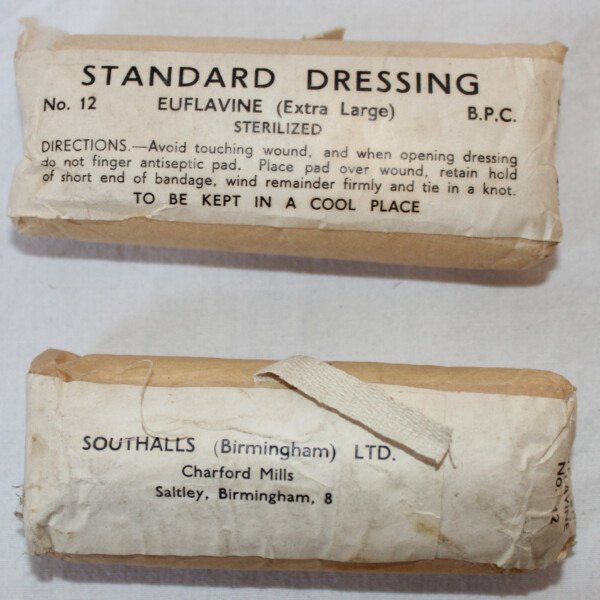 STANDARD DRESSING
No. 12 EUFLAVINE (Extra Large) B.P.C.
STERILIZED
DIRECTIONS.—Avoid touching wound, and when opening dressing
do not finger antiseptic pad. Place pad over wound, retain hold
of short end of bandage, wind remainder firmly and tie in a knot.
TO BE KEPT IN A COOL PLACE
SOUTHALLS (Birmingham) LTD.
Charford Mills
Saltley, Birmingham, 8
No. 12